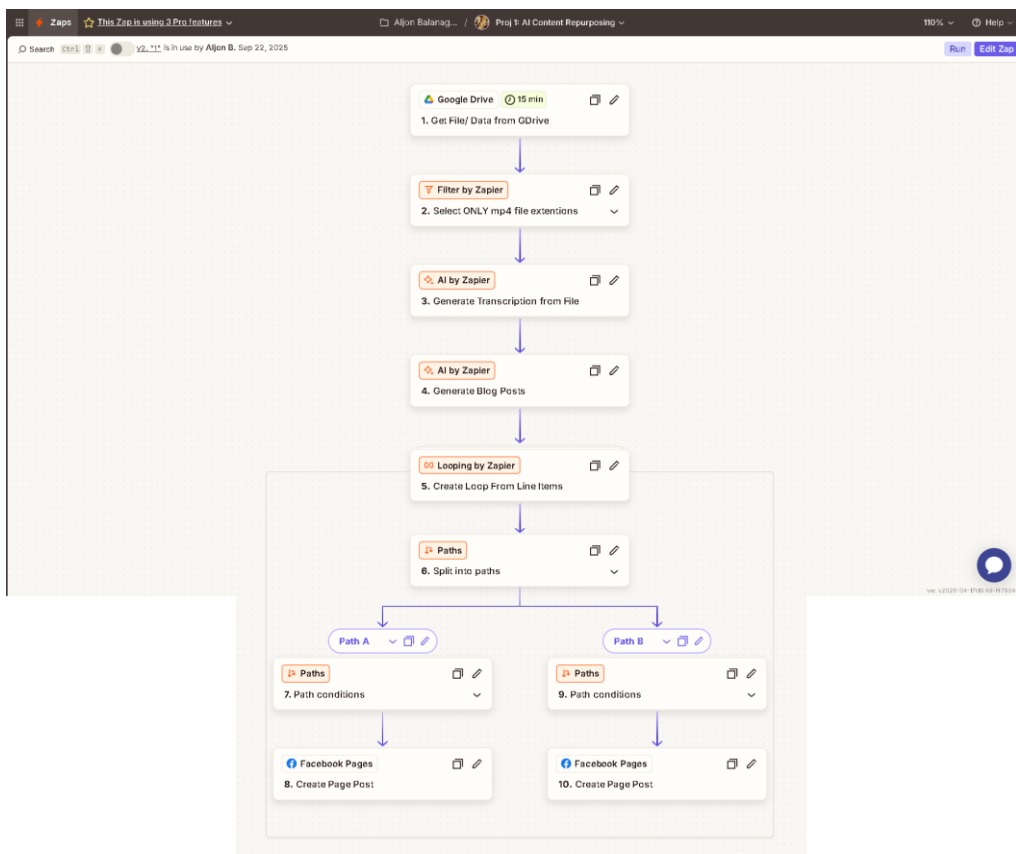 Zaps This Zap is using 3 Pro features Aljon Balanag... / Proj 1: AI Content Repurposing 110% Help
Search Ctrl v2. "1" is in use by Aljon B. Sep 22, 2025 Run Edit Zap
Google Drive 15 min
1. Get File/ Data from GDrive
Filter by Zapier
2. Select ONLY mp4 file extentions
AI by Zapier
3. Generate Transcription from File
AI by Zapier
4. Generate Blog Posts
Looping by Zapier
5. Create Loop From Line Items
Paths
6. Split into paths
Path A
Path B
Paths
7. Path conditions
Paths
9. Path conditions
Facebook Pages
8. Create Page Post
Facebook Pages
10. Create Page Post